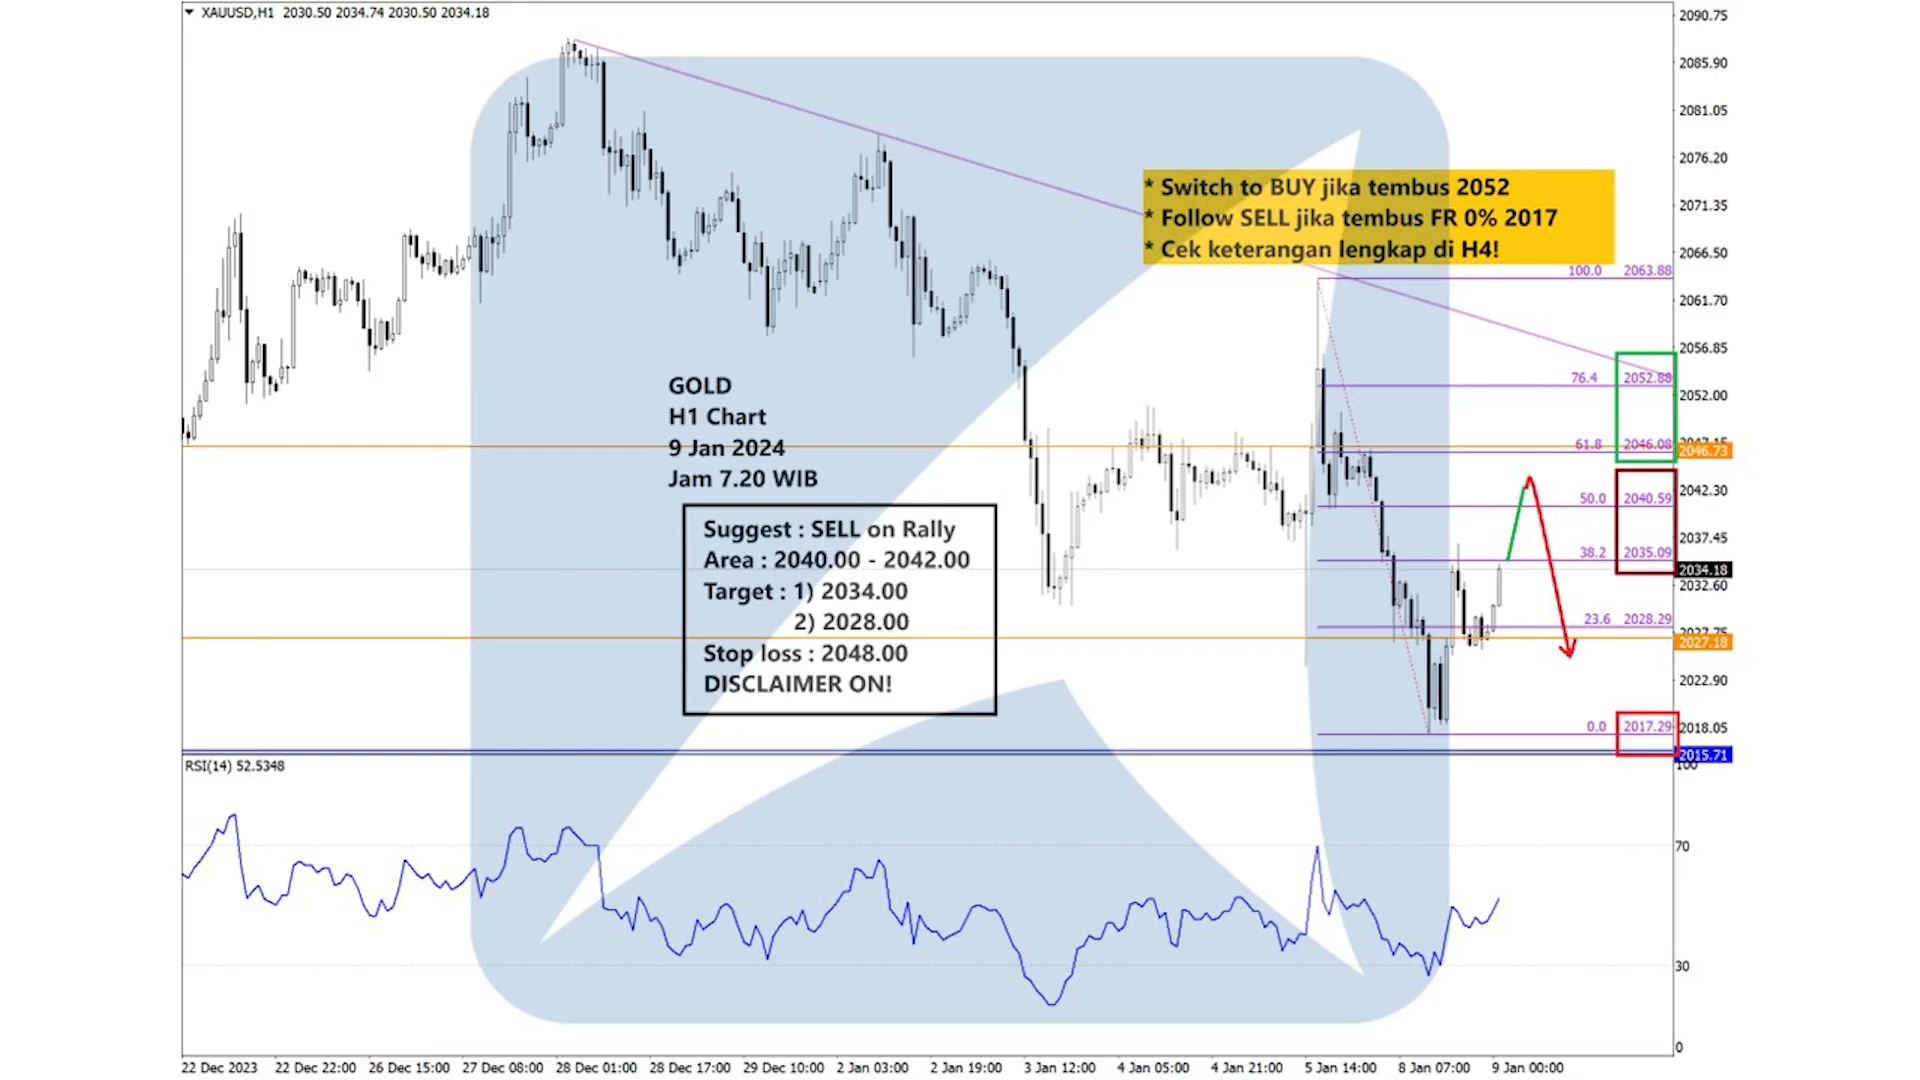 XAUUSD,H1 2030.50 2034.74 2030.50 2034.18
2090.75
2085.90
2081.05
2076.20
* Switch to BUY jika tembus 2052
* Follow SELL jika tembus FR 0% 2017
* Cek keterangan lengkap di H4!
2071.35
2066.50
100.0 2063.88
2061.70
2056.85
76.4 2052.88
2052.00
GOLD
H1 Chart
9 Jan 2024
Jam 7.20 WIB
61.8 2046.08
2047.15
2046.73
2042.30
50.0 2040.59
2037.45
38.2 2035.09
2034.18
2032.60
Suggest : SELL on Rally
Area : 2040.00 - 2042.00
Target : 1) 2034.00
2) 2028.00
Stop loss : 2048.00
DISCLAIMER ON!
23.6 2028.29
2027.75
2027.18
2022.90
0.0 2017.29
2018.05
2015.71
RSI(14) 52.5348
100
70
30
0
22 Dec 2023 22 Dec 22:00 26 Dec 15:00 27 Dec 08:00 28 Dec 01:00 28 Dec 17:00 29 Dec 10:00 2 Jan 03:00 2 Jan 19:00 3 Jan 12:00 4 Jan 05:00 4 Jan 21:00 5 Jan 14:00 8 Jan 07:00 9 Jan 00:00